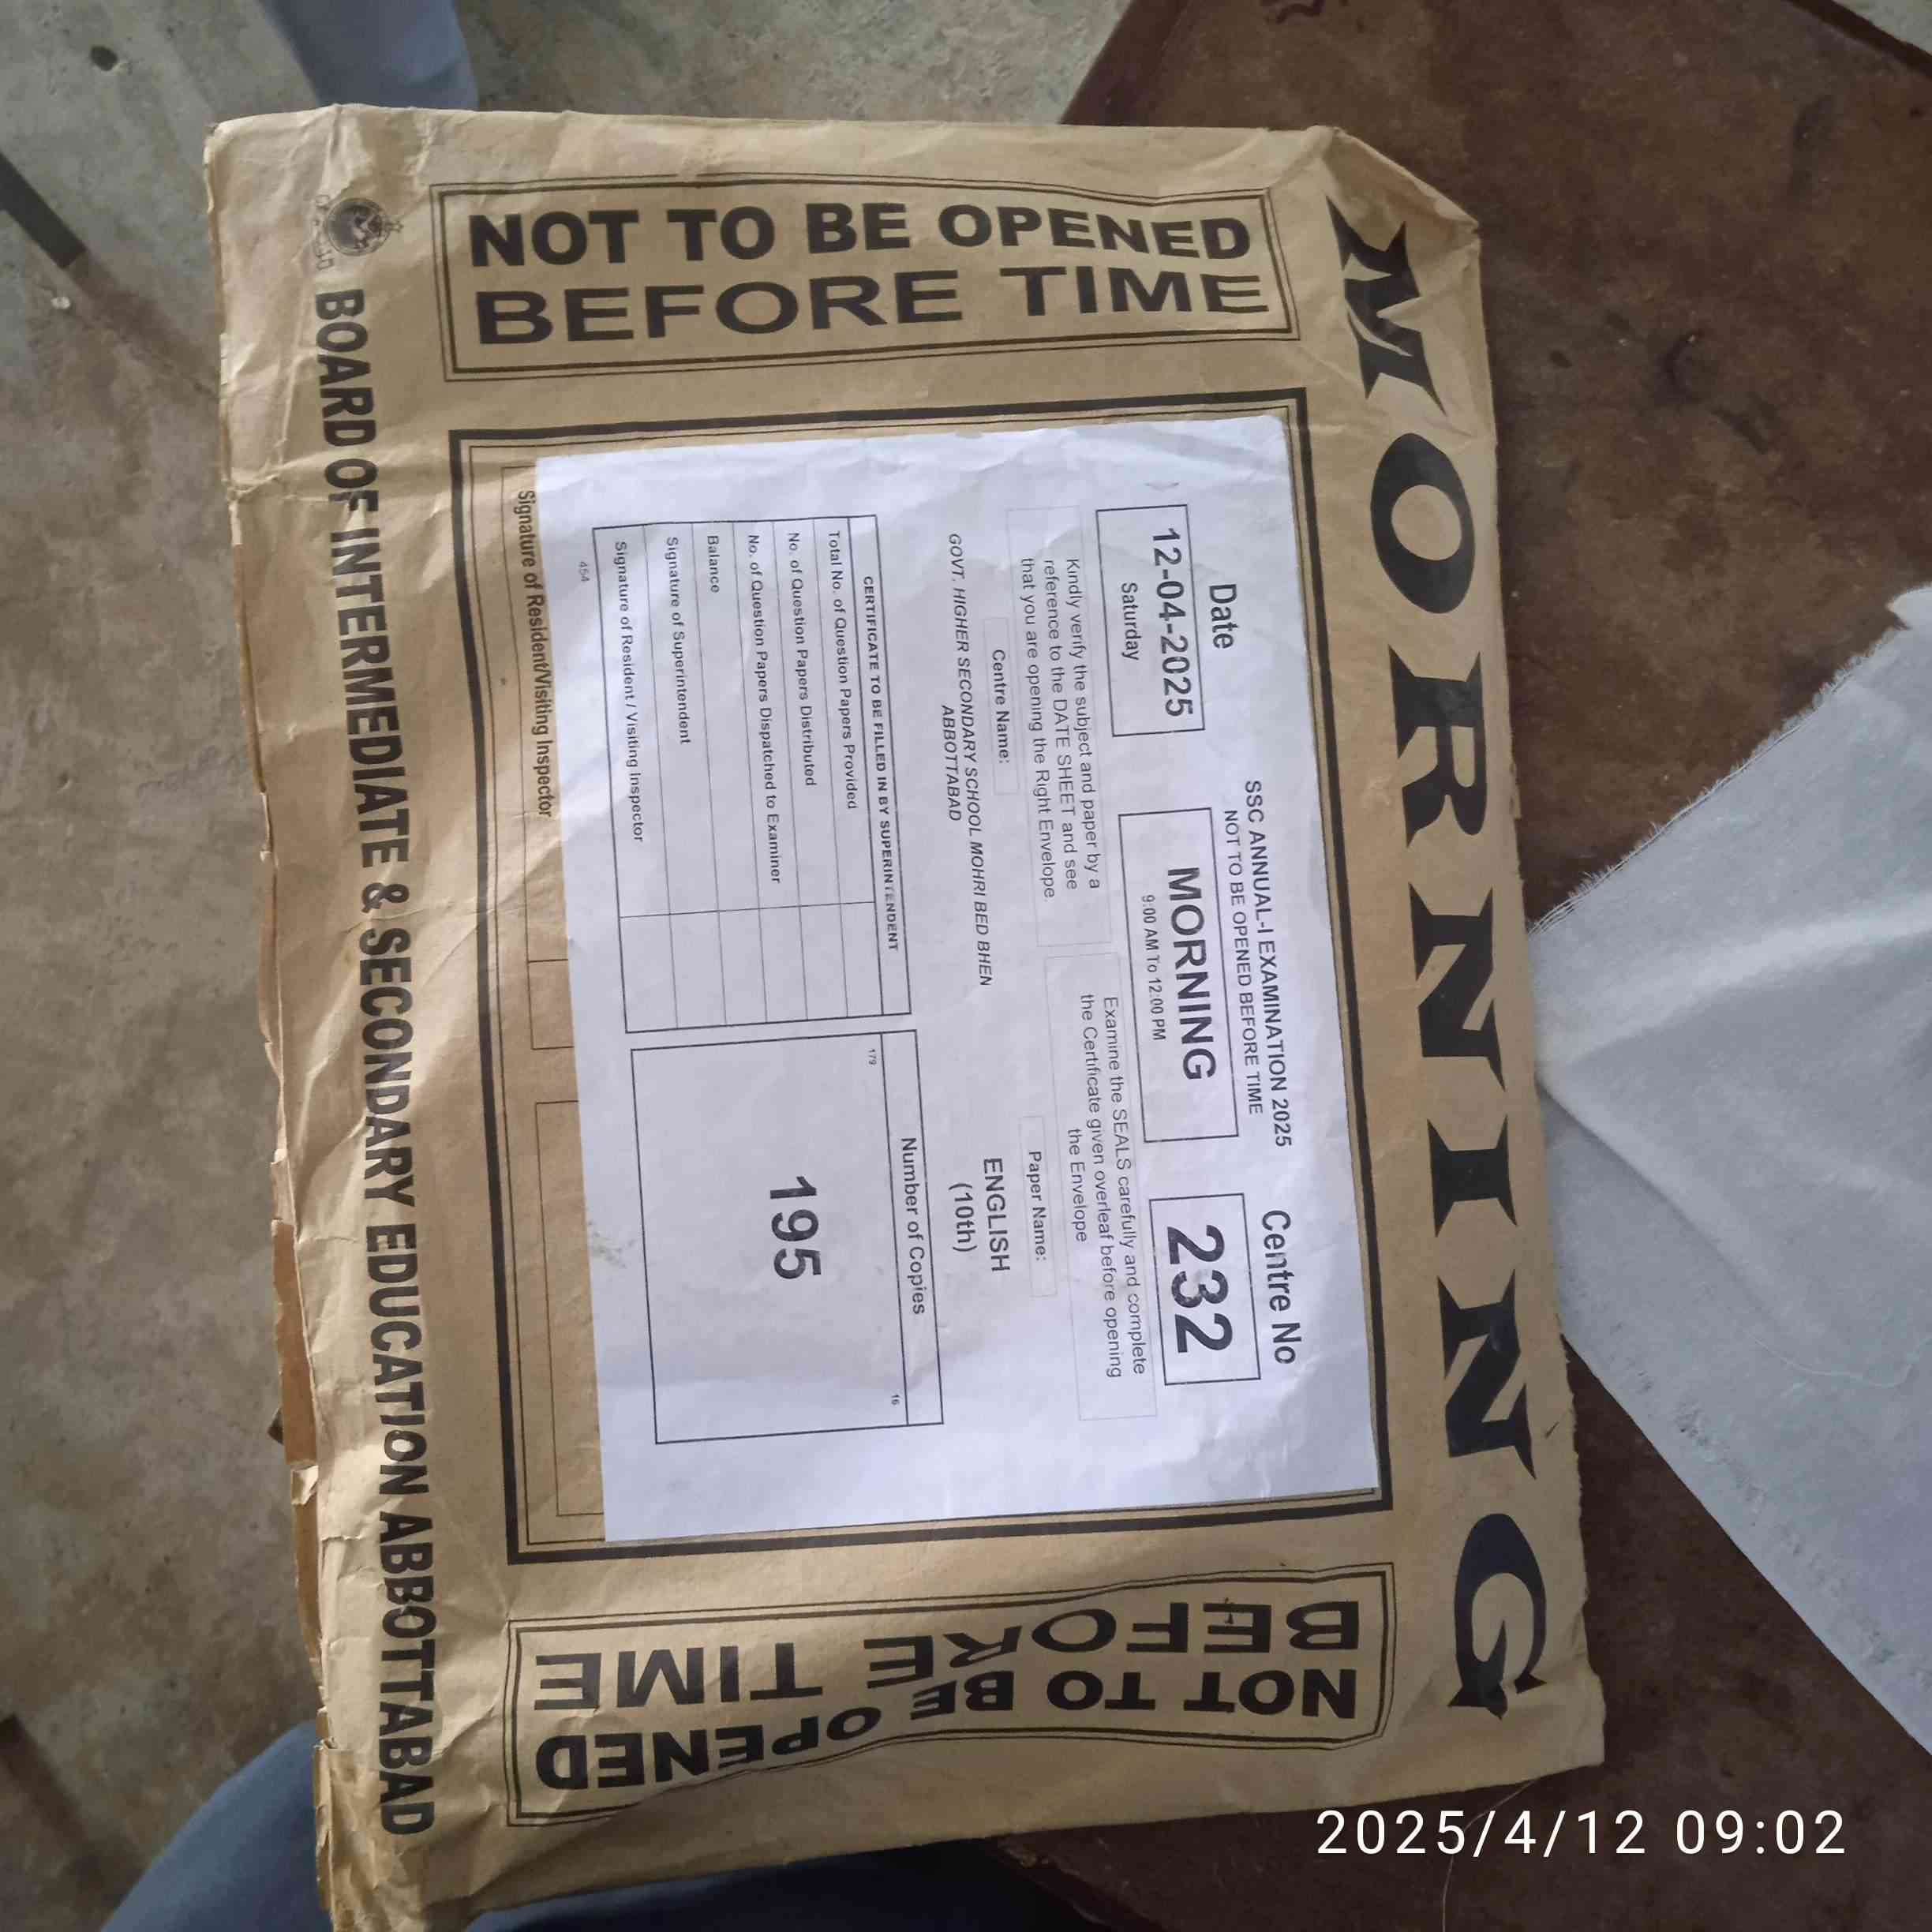 MORNING
NOT TO BE OPENED
BEFORE TIME
SSC ANNUAL-I EXAMINATION 2025
NOT TO BE OPENED BEFORE TIME
Date
12-04-2025
Saturday
MORNING
9:00 AM To 12:00 PM
Centre No
232
Kindly verify the subject and paper by a
reference to the DATE SHEET and see
that you are opening the Right Envelope.
Examine the SEALS carefully and complete
the Certificate given overleaf before opening
the Envelope
Centre Name:
GOVT. HIGHER SECONDARY SCHOOL MOHRI BED BHEN
ABBOTTABAD
Paper Name:
ENGLISH
(10th)
CERTIFICATE TO BE FILLED IN BY SUPERINTENDENT
Total No. of Question Papers Provided
No. of Question Papers Distributed
No. of Question Papers Dispatched to Examiner
Balance
Signature of Superintendent
Signature of Resident / Visiting Inspector
454
Number of Copies
179
16
195
Signature of Resident/Visiting Inspector
NOT TO BE OPENED
BEFORE TIME
BOARD OF INTERMEDIATE & SECONDARY EDUCATION ABBOTTABAD
2025/4/12 09:02